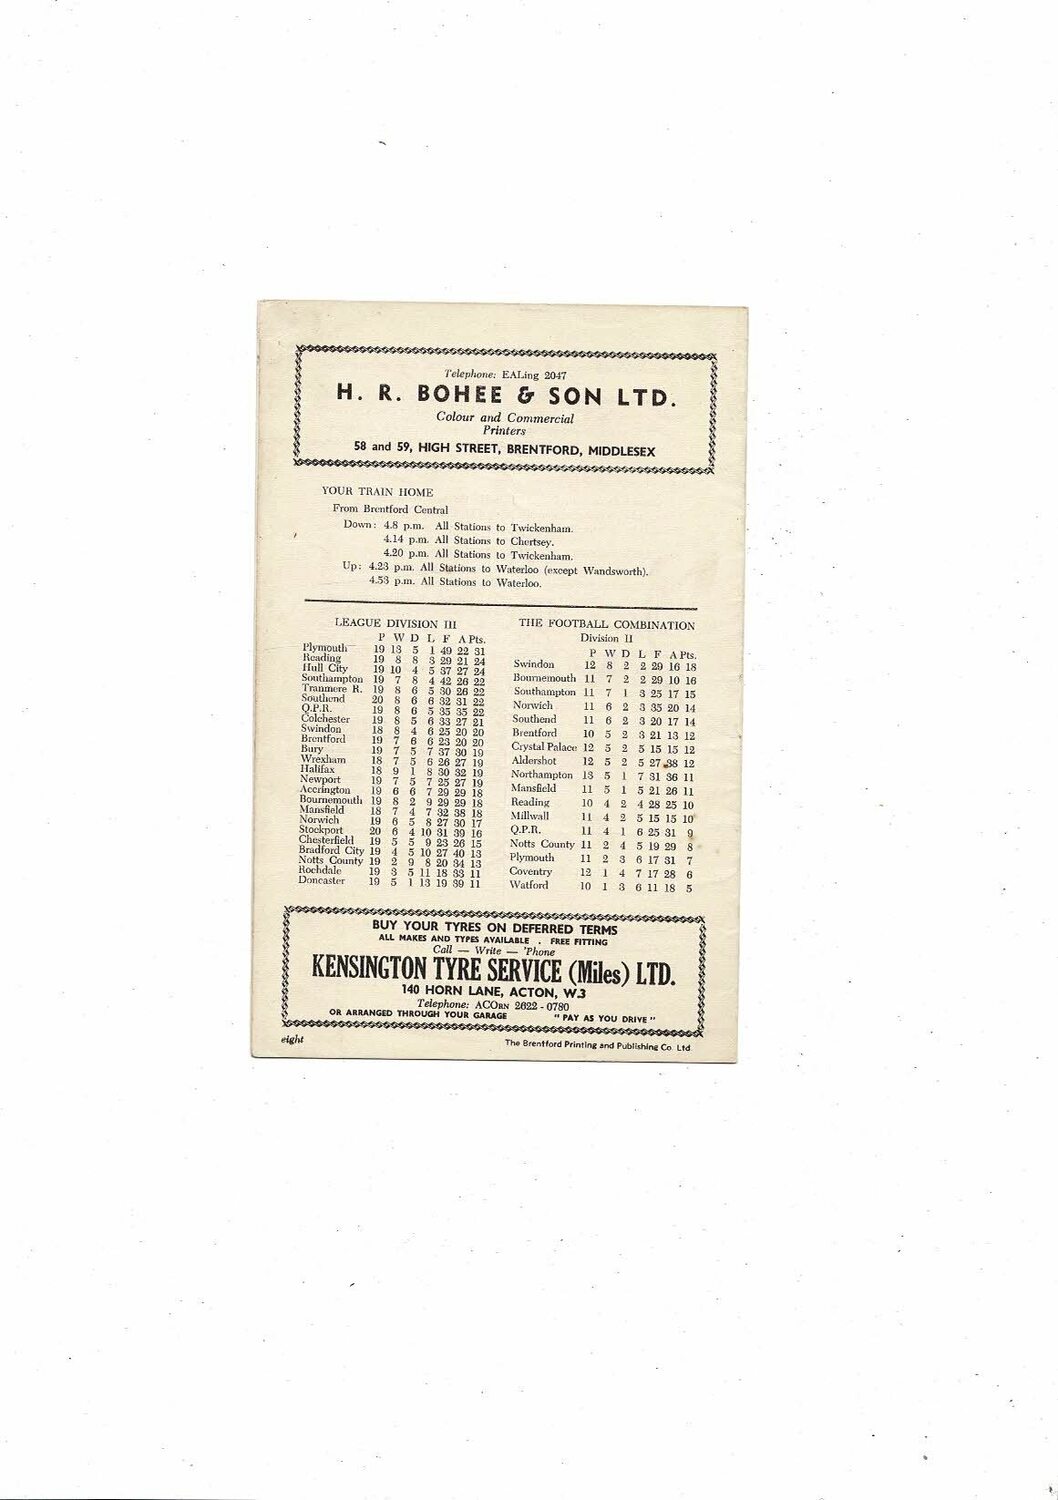 Telephone: EALing 2047
H. R. BOHEE & SON LTD.
Colour and Commercial
Printers
58 and 59, HIGH STREET, BRENTFORD, MIDDLESEX
YOUR TRAIN HOME
From Brentford Central
Down: 4.8 p.m. All Stations to Twickenham.
4.14 p.m. All Stations to Chertsey.
4.20 p.m. All Stations to Twickenham.
Up: 4.23 p.m. All Stations to Waterloo (except Wandsworth).
4.53 p.m. All Stations to Waterloo.
LEAGUE DIVISION III
P W D L F A Pts.
Plymouth 19 13 5 1 49 22 31
Reading 19 8 8 3 29 21 24
Hull City 19 10 4 5 37 27 24
Southampton 19 7 8 4 42 26 22
Tranmere R. 19 8 6 5 30 26 22
Southend 20 8 6 6 32 31 22
Q.P.R. 19 8 6 5 35 35 22
Colchester 19 8 5 6 33 27 21
Swindon 18 8 4 6 25 20 20
Brentford 19 7 6 6 23 20 20
Bury 19 7 5 7 37 30 19
Wrexham 18 7 5 6 26 27 19
Halifax 18 9 1 8 30 32 19
Newport 19 7 5 7 25 27 19
Accrington 19 6 6 7 29 29 18
Bournemouth 19 8 2 9 29 29 18
Mansfield 18 7 4 7 32 38 18
Norwich 19 6 5 8 27 30 17
Stockport 20 6 4 10 31 39 16
Chesterfield 19 5 5 9 23 26 15
Bradford City 19 4 5 10 27 40 13
Notts County 19 2 9 8 20 34 13
Rochdale 19 3 5 11 18 33 11
Doncaster 19 5 1 13 19 39 11
THE FOOTBALL COMBINATION
Division II
P W D L F A Pts.
Swindon 12 8 2 2 29 16 18
Bournemouth 11 7 2 2 29 10 16
Southampton 11 7 1 3 25 17 15
Norwich 11 6 2 3 35 20 14
Southend 11 6 2 3 20 17 14
Brentford 10 5 2 3 21 13 12
Crystal Palace 12 5 2 5 15 15 12
Aldershot 12 5 2 5 27 38 12
Northampton 13 5 1 7 31 36 11
Mansfield 11 5 1 5 21 26 11
Reading 10 4 2 4 28 25 10
Millwall 11 4 2 5 15 15 10
Q.P.R. 11 4 1 6 25 31 9
Notts County 11 2 4 5 19 29 8
Plymouth 11 2 3 6 17 31 7
Coventry 12 1 4 7 17 28 6
Watford 10 1 3 6 11 18 5
BUY YOUR TYRES ON DEFERRED TERMS
ALL MAKES AND TYPES AVAILABLE . FREE FITTING
Call — Write — 'Phone
KENSINGTON TYRE SERVICE (Miles) LTD.
140 HORN LANE, ACTON, W.3
Telephone: ACORN 2622 - 0780
OR ARRANGED THROUGH YOUR GARAGE "PAY AS YOU DRIVE"
eight
The Brentford Printing and Publishing Co. Ltd.